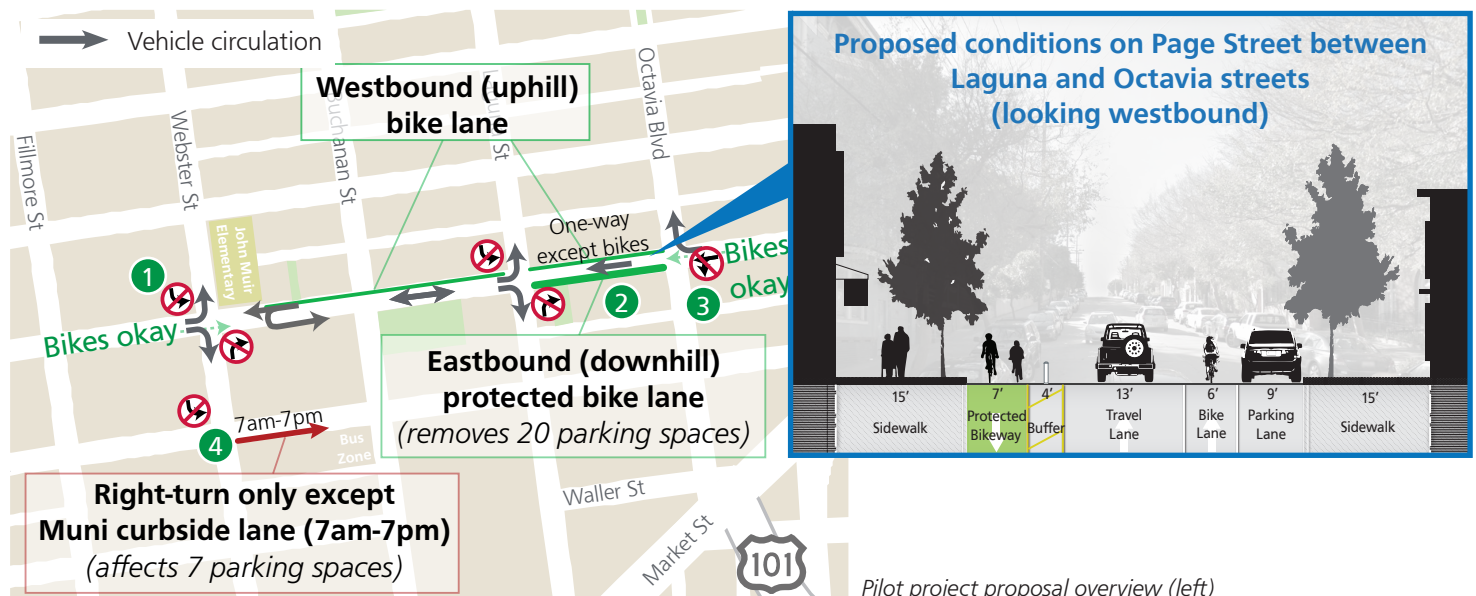 Vehicle circulation
Westbound (uphill)
bike lane
Fillmore St
Webster St
Buchanan St
Octavia Blvd
John Muir
Elementary
One-way
except bikes
Bikes
okay
1
2
3
Bikes okay
Eastbound (downhill)
protected bike lane
(removes 20 parking spaces)
7am-7pm
4
Bus
Zone
Right-turn only except
Muni curbside lane (7am-7pm)
(affects 7 parking spaces)
Waller St
Market St
101
Proposed conditions on Page Street between
Laguna and Octavia streets
(looking westbound)
15’ 7’ 4’ 13’ 6’ 9’ 15’
Sidewalk
Protected
Bikeway
Buffer
Travel
Lane
Bike
Lane
Parking
Lane
Sidewalk
Pilot project proposal overview (left)